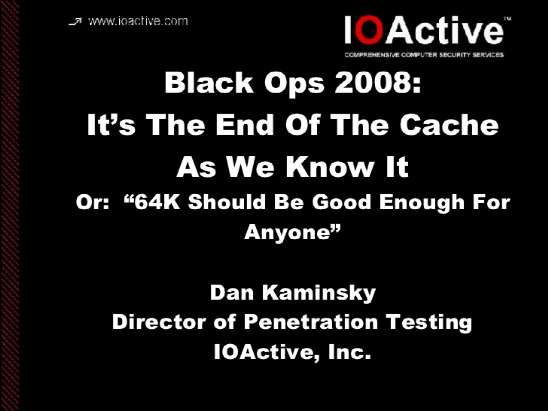 www.ioactive.com
IOActive™
COMPREHENSIVE COMPUTER SECURITY SERVICES
Black Ops 2008:
It’s The End Of The Cache
As We Know It
Or: “64K Should Be Good Enough For
Anyone”
Dan Kaminsky
Director of Penetration Testing
IOActive, Inc.